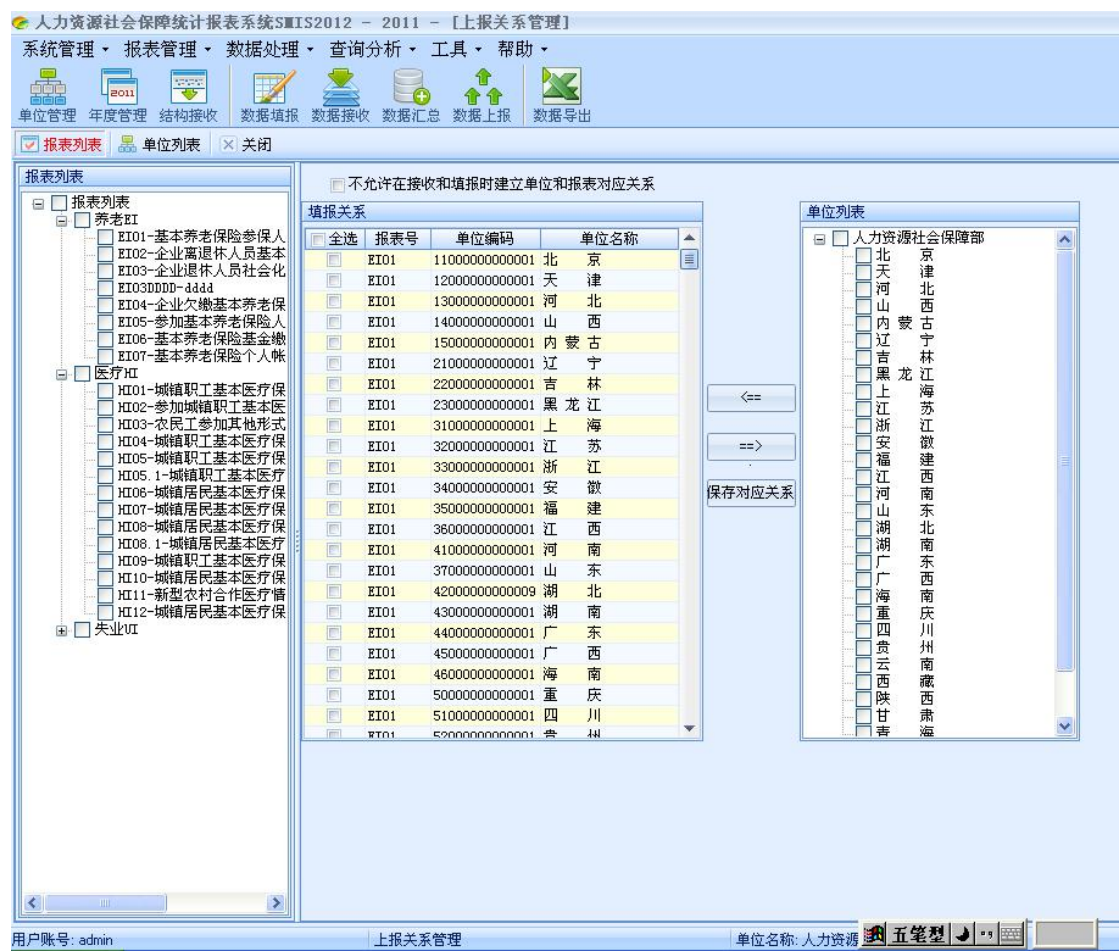 人力资源社会保障统计报表系统SMIS2012 - 2011 - [上报关系管理]
系统管理 报表管理 数据处理 查询分析 工具 帮助
2011
单位管理 年度管理 结构接收 数据填报 数据接收 数据汇总 数据上报 数据导出
报表列表 单位列表 关闭
报表列表
报表列表
养老EI
EI01-基本养老保险参保人
EI02-企业离退休人员基本
EI03-企业退休人员社会化
EI03DDDD-dddd
EI04-企业欠缴基本养老保
EI05-参加基本养老保险人
EI06-基本养老保险基金缴
EI07-基本养老保险个人帐
医疗HI
HI01-城镇职工基本医疗保
HI02-参加城镇职工基本医
HI03-农民工参加其他形式
HI04-城镇职工基本医疗保
HI05-城镇职工基本医疗保
HI05.1-城镇职工基本医疗
HI06-城镇居民基本医疗保
HI07-城镇居民基本医疗保
HI08-城镇居民基本医疗保
HI08.1-城镇居民基本医疗
HI09-城镇职工基本医疗保
HI10-城镇居民基本医疗保
HI11-新型农村合作医疗情
HI12-城镇居民基本医疗保
失业UI
不允许在接收和填报时建立单位和报表对应关系
填报关系
全选 报表号 单位编码 单位名称
EI01 11000000000001 北 京
EI01 12000000000001 天 津
EI01 13000000000001 河 北
EI01 14000000000001 山 西
EI01 15000000000001 内 蒙 古
EI01 21000000000001 辽 宁
EI01 22000000000001 吉 林
EI01 23000000000001 黑 龙 江
EI01 31000000000001 上 海
EI01 32000000000001 江 苏
EI01 33000000000001 浙 江
EI01 34000000000001 安 徽
EI01 35000000000001 福 建
EI01 36000000000001 江 西
EI01 41000000000001 河 南
EI01 37000000000001 山 东
EI01 42000000000009 湖 北
EI01 43000000000001 湖 南
EI01 44000000000001 广 东
EI01 45000000000001 广 西
EI01 46000000000001 海 南
EI01 50000000000001 重 庆
EI01 51000000000001 四 川
EI01 52000000000001 贵 州
<==
==>
保存对应关系
单位列表
人力资源社会保障部
北 京
天 津
河 北
山 西
内 蒙 古
辽 宁
吉 林
黑 龙 江
上 海
江 苏
浙 江
安 徽
福 建
江 西
河 南
山 东
湖 北
湖 南
广 东
广 西
海 南
重 庆
四 川
贵 州
云 南
西 藏
陕 西
甘 肃
青 海
用户账号: admin 上报关系管理 单位名称: 人力资源
五笔型